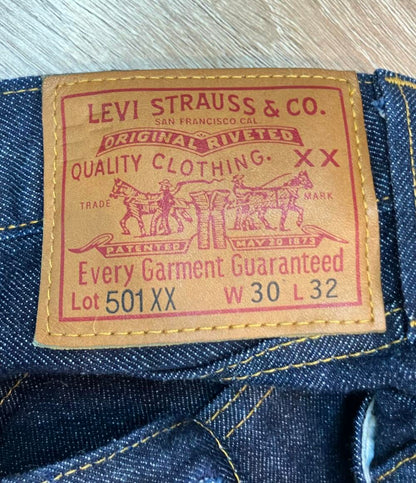 LEVI STRAUSS & CO.
SAN FRANCISCO CAL.
ORIGINAL RIVETED
QUALITY CLOTHING. XX
TRADE MARK
PATENTED MAY 20 1873
Every Garment Guaranteed
Lot 501XX W 30 L 32